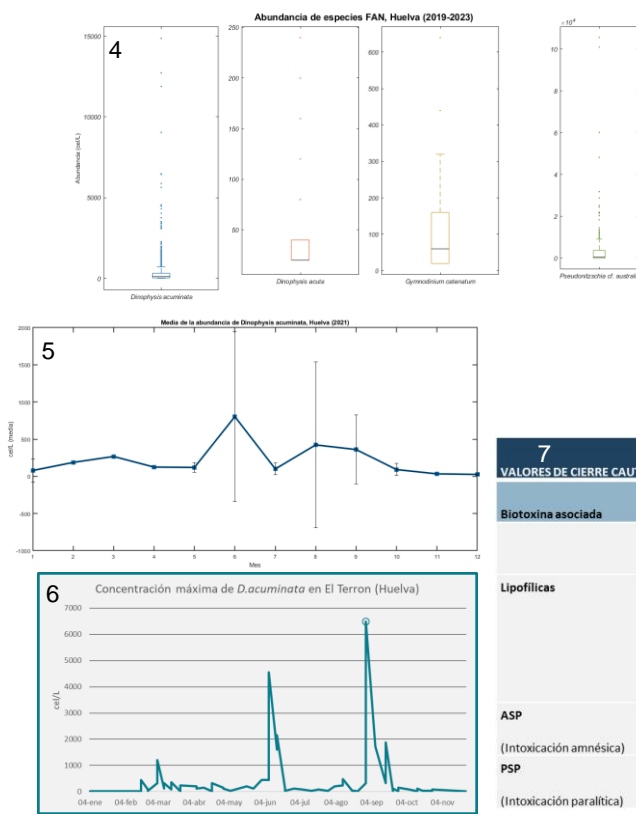 Abundancia de especies FAN, Huelva (2019-2023)
4
Abundancia (cel/L)
15000
10000
5000
0
Dinophysis acuminata
250
200
150
100
50
Dinophysis acuta
600
500
400
300
200
100
0
Gymnodinium catenatum
×10⁴
10
8
6
4
2
0
Pseudonitzschia cf. australi
5
Media de la abundancia de Dinophysis acuminata, Huelva (2021)
cel/L (media)
2000
1500
1000
500
0
-500
-1000
1 2 3 4 5 6 7 8 9 10 11 12
Mes
6
Concentración máxima de D.acuminata en El Terron (Huelva)
cel/L
7000
6000
5000
4000
3000
2000
1000
0
04-ene 04-feb 04-mar 04-abr 04-may 04-jun 04-jul 04-ago 04-sep 04-oct 04-nov
7
VALORES DE CIERRE CAUT
Biotoxina asociada
Lipofílicas
ASP
(Intoxicación amnésica)
PSP
(Intoxicación paralítica)